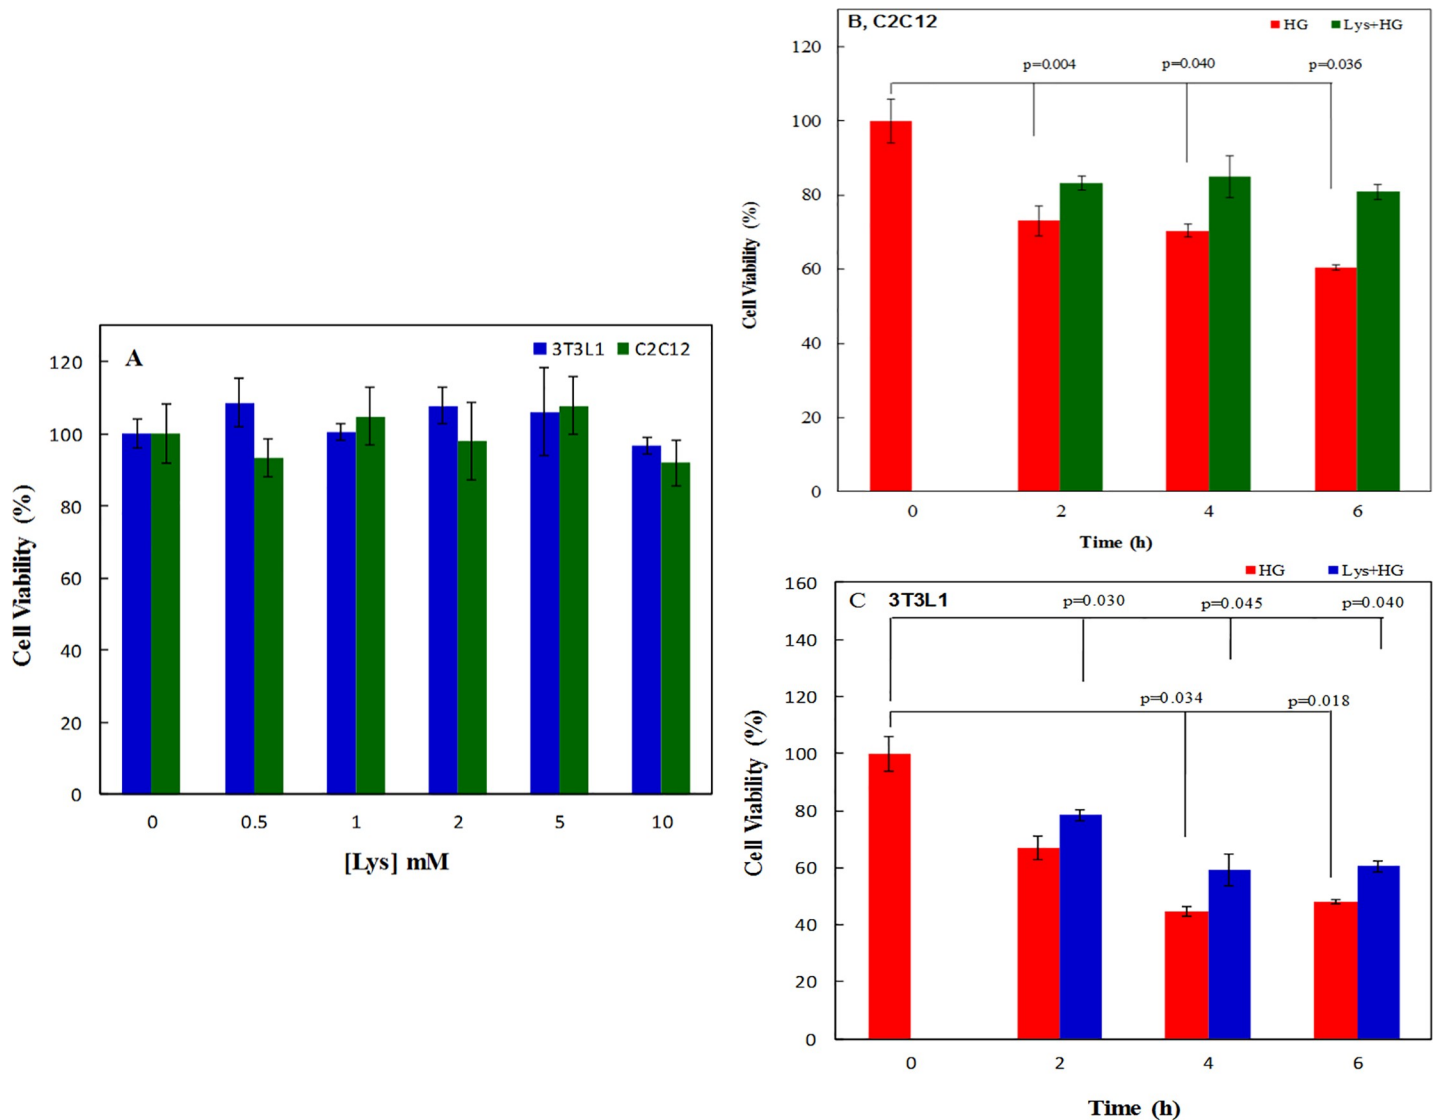 A
3T3L1 C2C12
120
100
80
60
40
20
0
0 0.5 1 2 5 10
[Lys] mM
Cell Viability (%)
B, C2C12
HG Lys+HG
p=0.004 p=0.040 p=0.036
120
100
80
60
40
20
0
0 2 4 6
Time (h)
Cell Viability (%)
HG Lys+HG
C 3T3L1
p=0.030 p=0.045 p=0.040
p=0.034 p=0.018
160
140
120
100
80
60
40
20
0
0 2 4 6
Time (h)
Cell Viability (%)